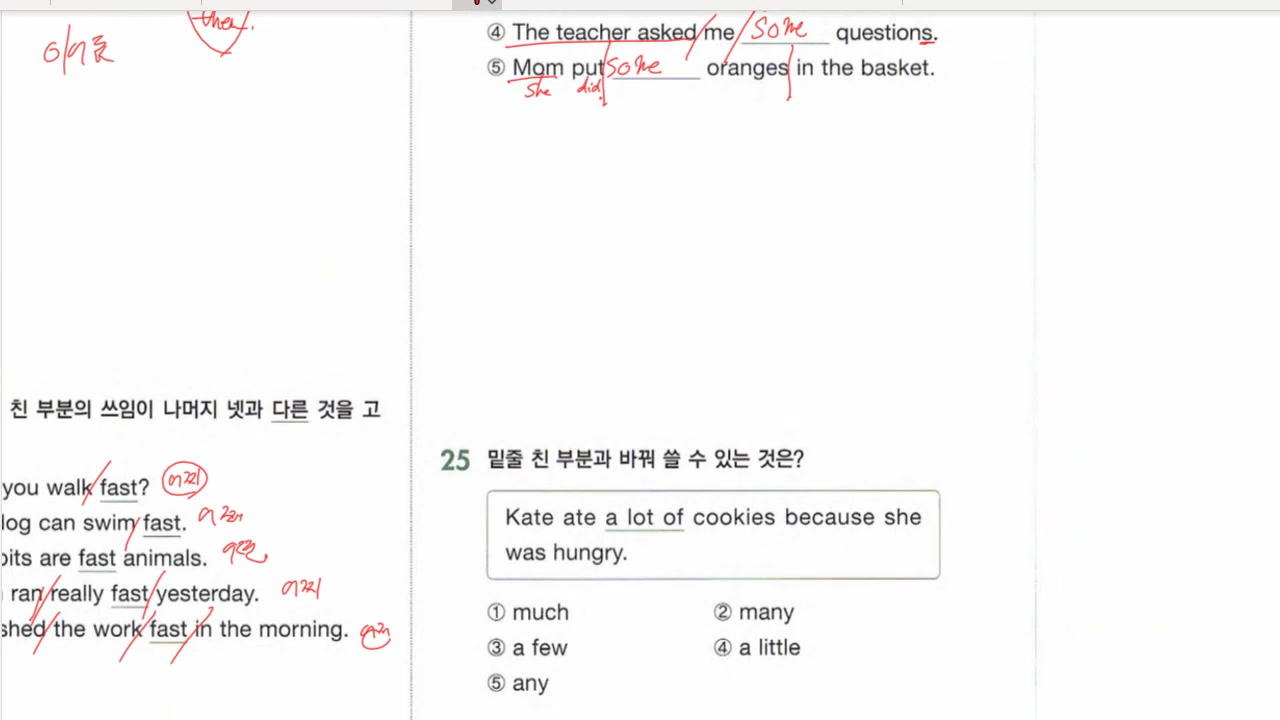 then.
어찌
친 부분의 쓰임이 나머지 넷과 다른 것을 고
you walk fast? 어찌
log can swim fast. 어찌
bits are fast animals. 어떤
ran really fast yesterday. 어찌
shed the work fast in the morning. 어찌
④ The teacher asked me some questions.
⑤ Mom put some oranges in the basket.
She did.
25 밑줄 친 부분과 바꿔 쓸 수 있는 것은?
Kate ate a lot of cookies because she
was hungry.
① much ② many
③ a few ④ a little
⑤ any